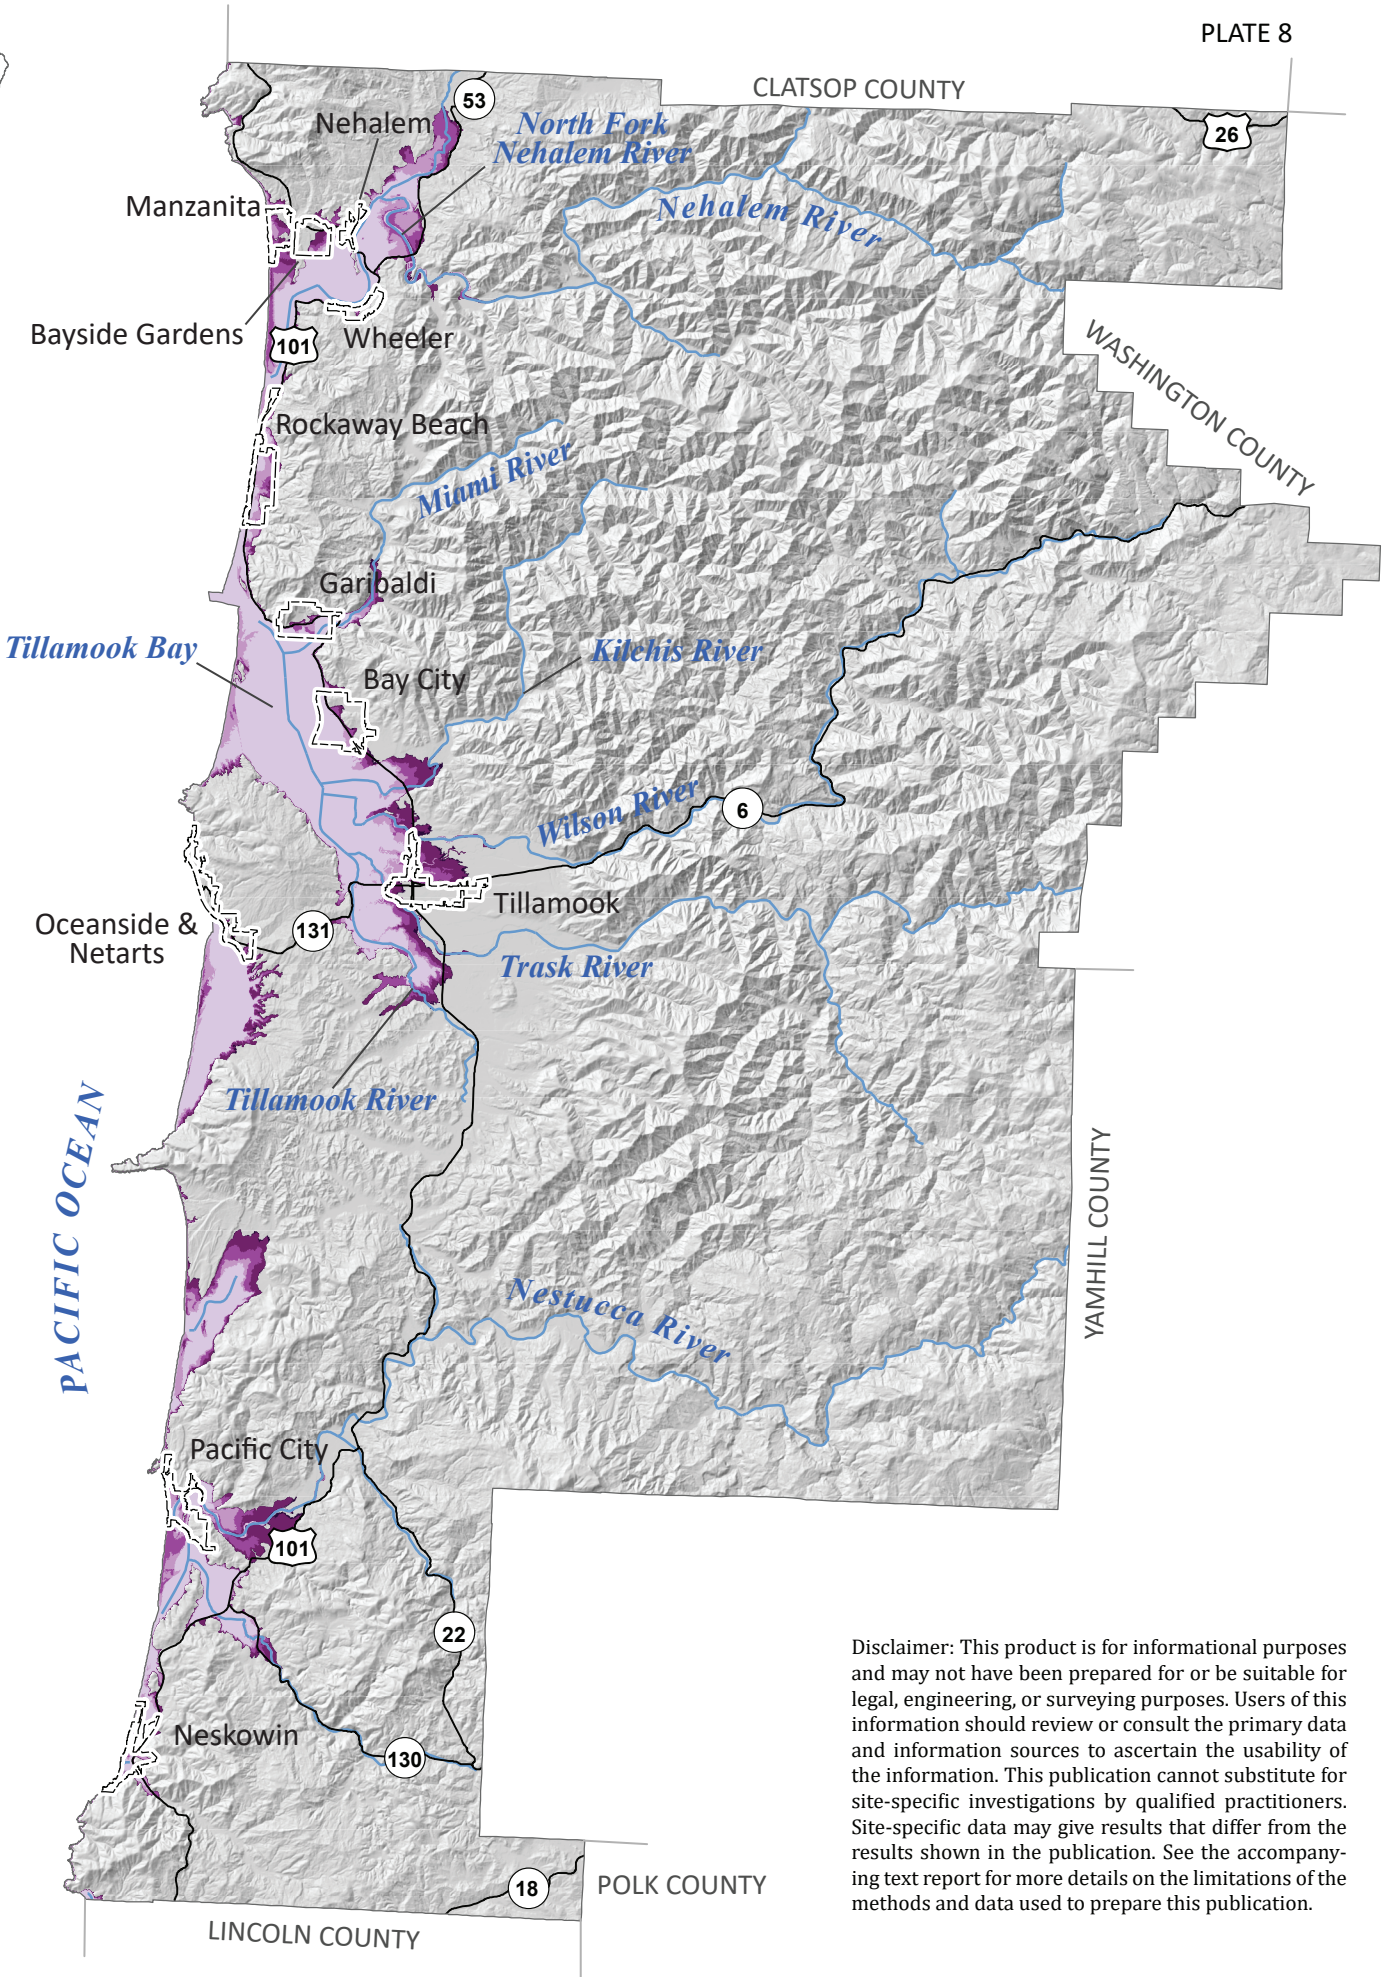 PLATE 8
CLATSOP COUNTY
53
26
Nehalem
North Fork
Nehalem River
Manzanita
Nehalem River
Bayside Gardens
101
Wheeler
WASHINGTON COUNTY
Rockaway Beach
Miami River
Garibaldi
Tillamook Bay
Kilchis River
Bay City
Wilson River
6
Tillamook
Oceanside &
Netarts
131
Trask River
Tillamook River
PACIFIC OCEAN
YAMHILL COUNTY
Nestucca River
Pacific City
101
22
Neskowin
130
18
POLK COUNTY
LINCOLN COUNTY
Disclaimer: This product is for informational purposes
and may not have been prepared for or be suitable for
legal, engineering, or surveying purposes. Users of this
information should review or consult the primary data
and information sources to ascertain the usability of
the information. This publication cannot substitute for
site-specific investigations by qualified practitioners.
Site-specific data may give results that differ from the
results shown in the publication. See the accompany-
ing text report for more details on the limitations of the
methods and data used to prepare this publication.